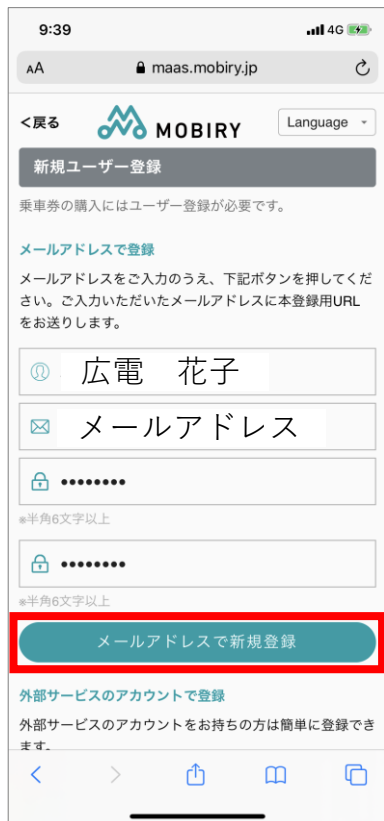 9:39 4G
AA maas.mobiry.jp
<戻る MOBIRY Language
新規ユーザー登録
乗車券の購入にはユーザー登録が必要です。
メールアドレスで登録
メールアドレスをご入力のうえ、下記ボタンを押してくだ
さい。ご入力いただいたメールアドレスに本登録用URL
をお送りします。
広電　花子
メールアドレス
••••••••
※半角6文字以上
••••••••
※半角6文字以上
メールアドレスで新規登録
外部サービスのアカウントで登録
外部サービスのアカウントをお持ちの方は簡単に登録でき
ます。